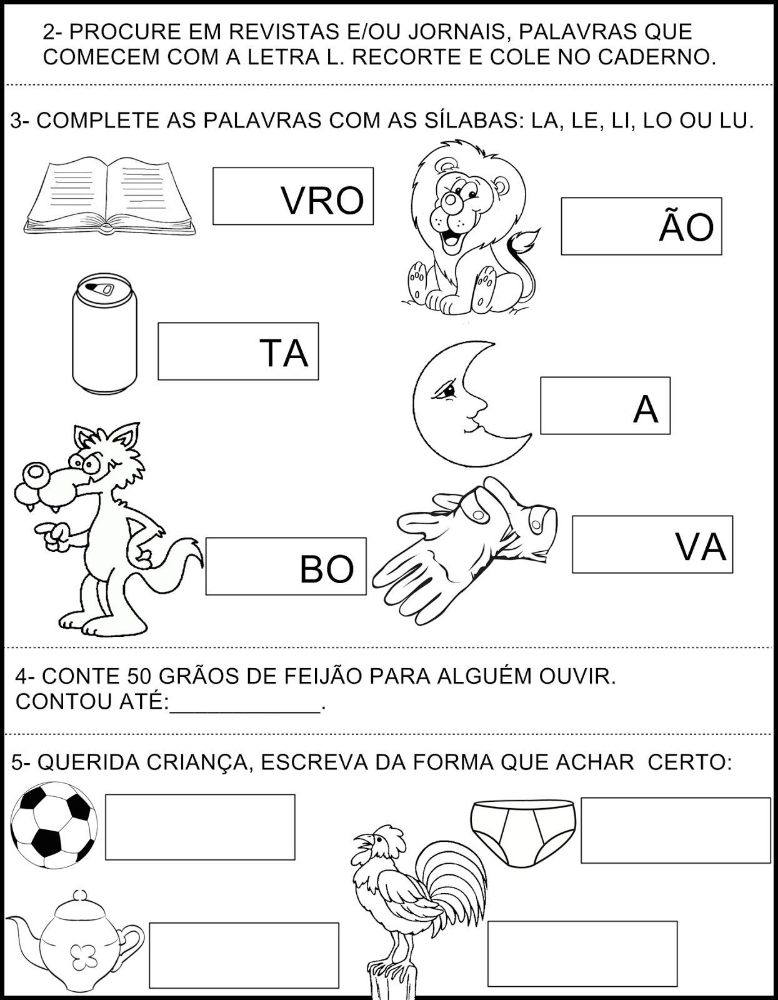 2- PROCURE EM REVISTAS E/OU JORNAIS, PALAVRAS QUE
COMECEM COM A LETRA L. RECORTE E COLE NO CADERNO.
3- COMPLETE AS PALAVRAS COM AS SÍLABAS: LA, LE, LI, LO OU LU.
VRO
ÃO
TA
A
BO
VA
4- CONTE 50 GRÃOS DE FEIJÃO PARA ALGUÉM OUVIR.
CONTOU ATÉ:____________.
5- QUERIDA CRIANÇA, ESCREVA DA FORMA QUE ACHAR CERTO: